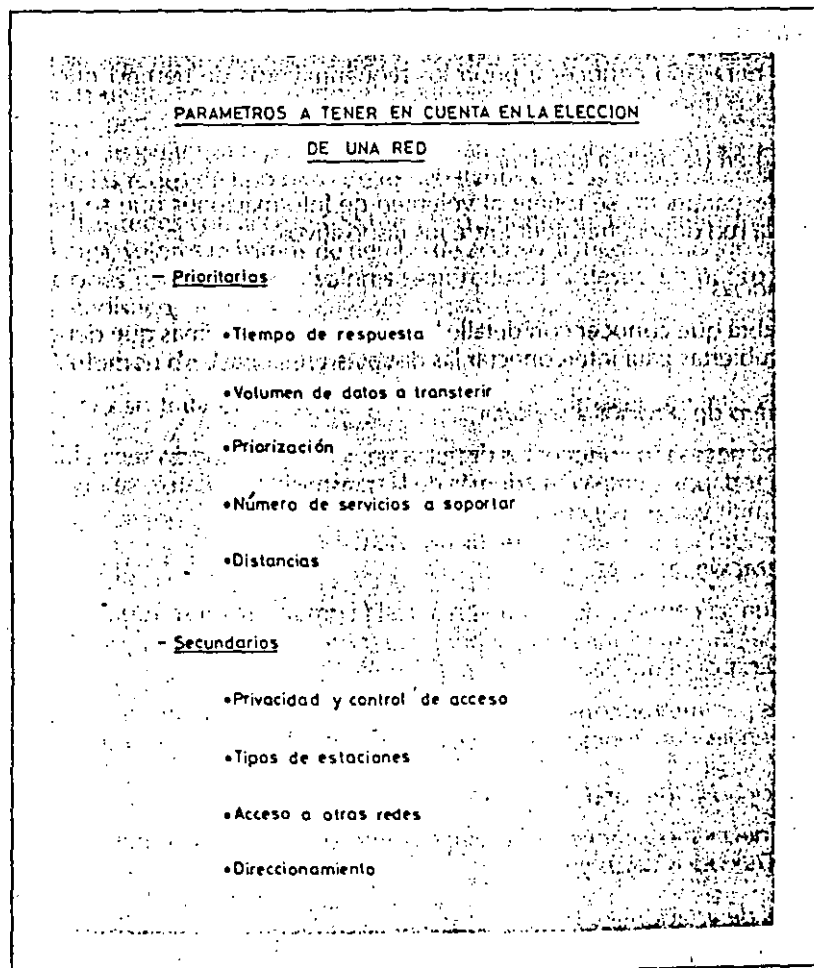 PARAMETROS A TENER EN CUENTA EN LA ELECCION
DE UNA RED
- Prioritarios
•Tiempo de respuesta
•Volumen de datos a transferir
•Priorización
•Número de servicios a soportar
•Distancias
- Secundarios
•Privacidad y control de acceso
•Tipos de estaciones
•Acceso a otras redes
•Direccionamiento